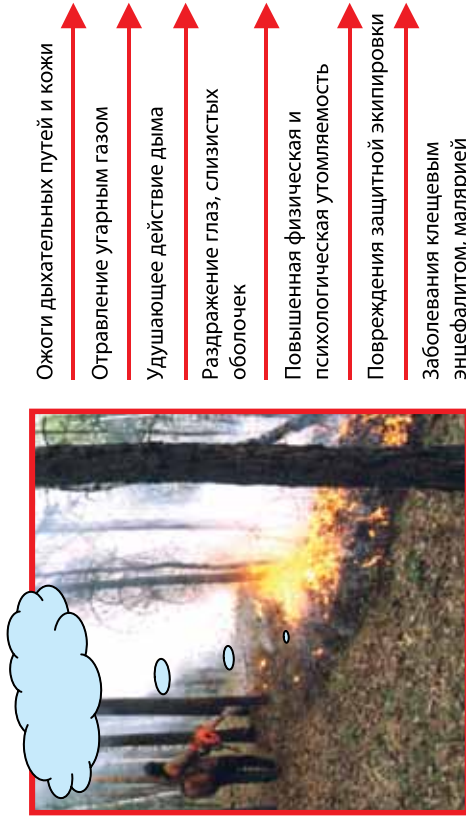 Ожоги дыхательных путей и кожи
Отравление угарным газом
Удушающее действие дыма
Раздражение глаз, слизистых
оболочек
Повышенная физическая и
психологическая утомляемость
Повреждения защитной экипировки
Заболевания клещевым
энцефалитом, малярией